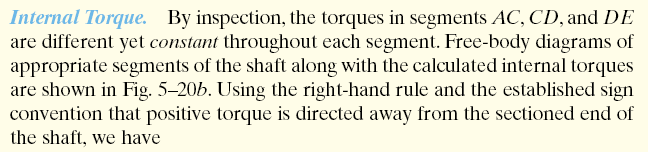 Internal Torque. By inspection, the torques in segments AC, CD, and DE
are different yet constant throughout each segment. Free-body diagrams of
appropriate segments of the shaft along with the calculated internal torques
are shown in Fig. 5–20b. Using the right-hand rule and the established sign
convention that positive torque is directed away from the sectioned end of
the shaft, we have